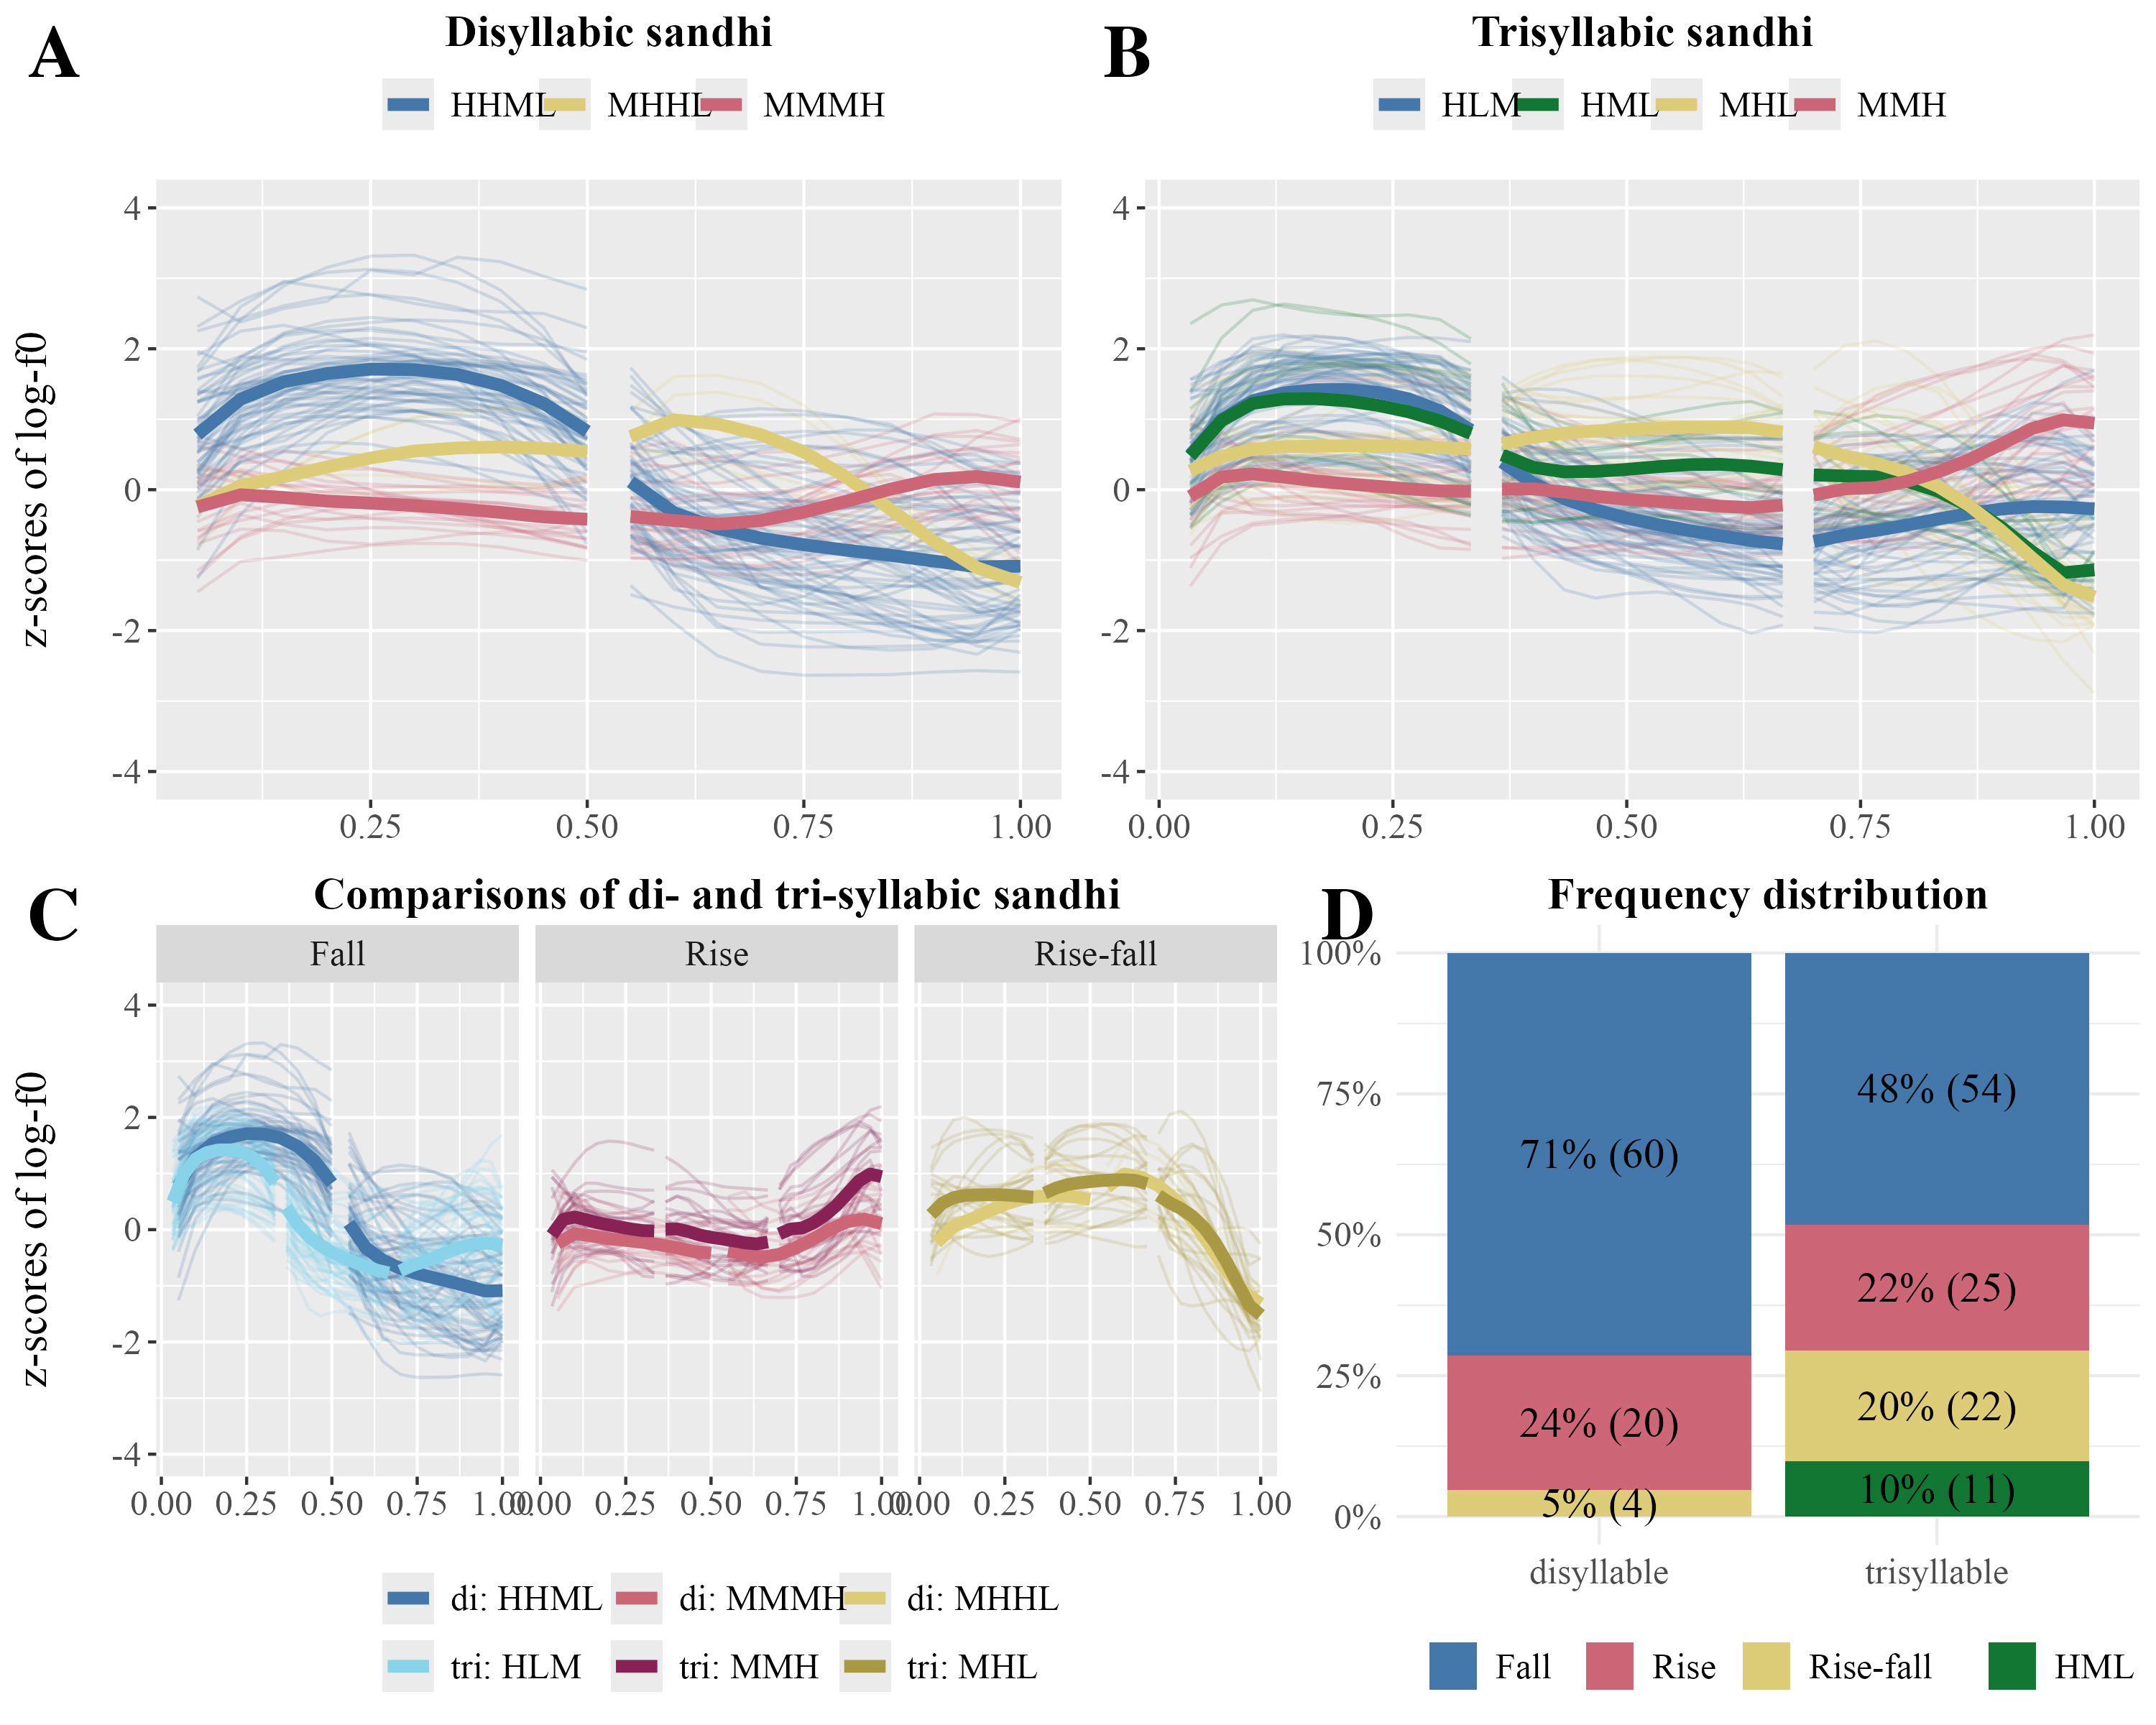 A
Disyllabic sandhi
HHML MHHL MMMH
z-scores of log-f0
4
2
0
-2
-4
0.25 0.50 0.75 1.00
B
Trisyllabic sandhi
HLM HML MHL MMH
4
2
0
-2
-4
0.00 0.25 0.50 0.75 1.00
C
Comparisons of di- and tri-syllabic sandhi
Fall Rise Rise-fall
z-scores of log-f0
4
2
0
-2
-4
0.00 0.25 0.50 0.75 1.00 0.00 0.25 0.50 0.75 1.00 0.00 0.25 0.50 0.75 1.00
di: HHML di: MMMH di: MHHL
tri: HLM tri: MMH tri: MHL
D
Frequency distribution
100%
75%
50%
25%
0%
71% (60)
24% (20)
5% (4)
48% (54)
22% (25)
20% (22)
10% (11)
disyllable trisyllable
Fall Rise Rise-fall HML